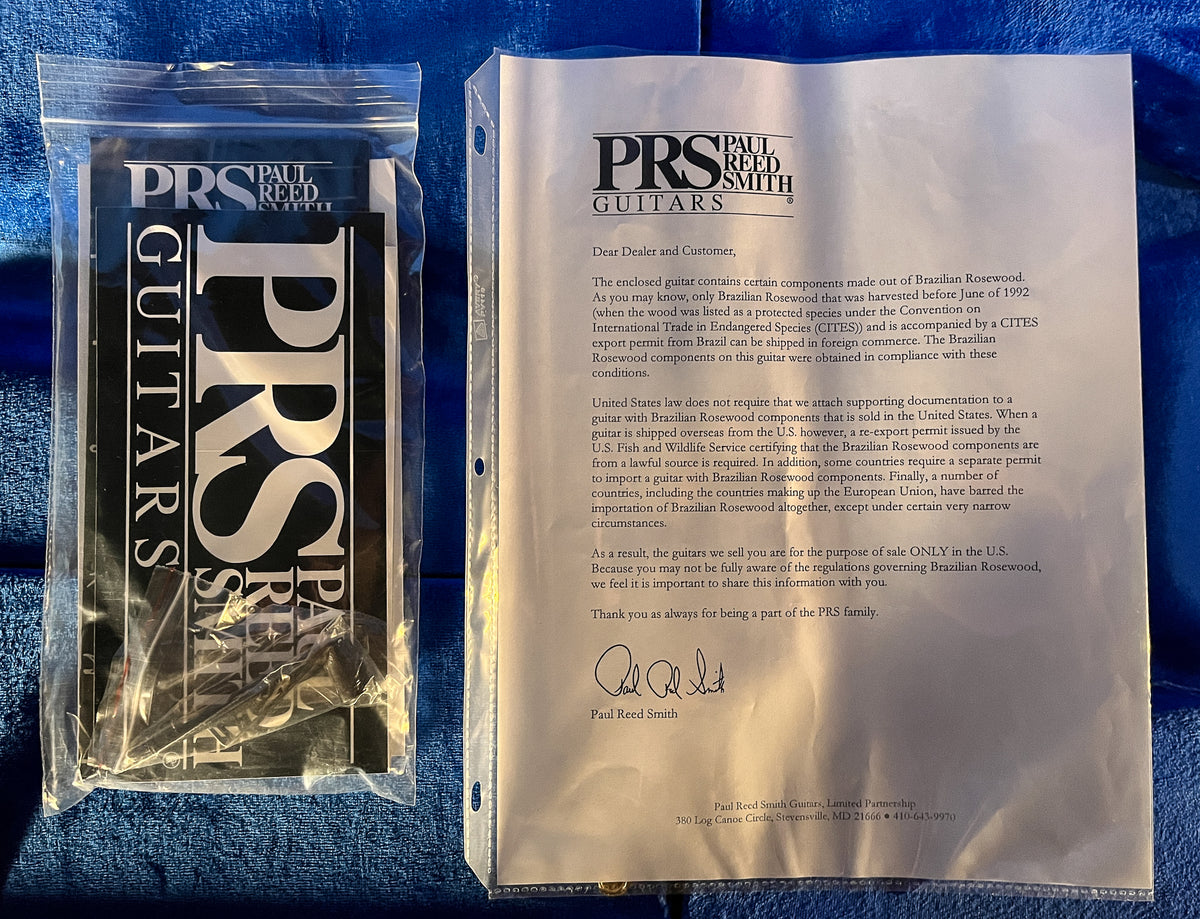 PRS PAUL
REED
SMITH
PRS PAUL
REED
SMITH
GUITARS
®
PRS PAUL
REED
SMITH
®
GUITARS
Dear Dealer and Customer,
The enclosed guitar contains certain components made out of Brazilian Rosewood.
As you may know, only Brazilian Rosewood that was harvested before June of 1992
(when the wood was listed as a protected species under the Convention on
International Trade in Endangered Species (CITES)) and is accompanied by a CITES
export permit from Brazil can be shipped in foreign commerce. The Brazilian
Rosewood components on this guitar were obtained in compliance with these
conditions.
United States law does not require that we attach supporting documentation to a
guitar with Brazilian Rosewood components that is sold in the United States. When a
guitar is shipped overseas from the U.S. however, a re-export permit issued by the
U.S. Fish and Wildlife Service certifying that the Brazilian Rosewood components are
from a lawful source is required. In addition, some countries require a separate permit
to import a guitar with Brazilian Rosewood components. Finally, a number of
countries, including the countries making up the European Union, have barred the
importation of Brazilian Rosewood altogether, except under certain very narrow
circumstances.
As a result, the guitars we sell you are for the purpose of sale ONLY in the U.S.
Because you may not be fully aware of the regulations governing Brazilian Rosewood,
we feel it is important to share this information with you.
Thank you as always for being a part of the PRS family.
Paul Reed Smith
Paul Reed Smith Guitars, Limited Partnership
380 Log Canoe Circle, Stevensville, MD 21666 ● 410-643-9970